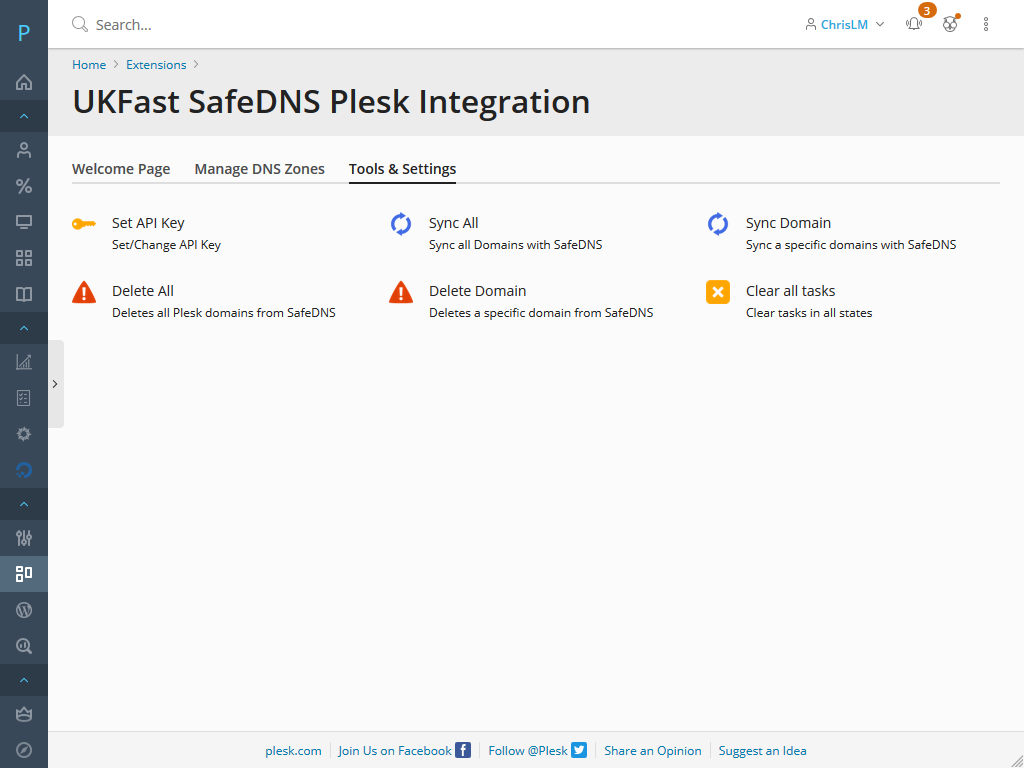 P
Search...
ChrisLM
3
Home > Extensions >
UKFast SafeDNS Plesk Integration
Welcome Page Manage DNS Zones Tools & Settings
Set API Key Sync All Sync Domain
Set/Change API Key Sync all Domains with SafeDNS Sync a specific domains with SafeDNS
Delete All Delete Domain Clear all tasks
Deletes all Plesk domains from SafeDNS Deletes a specific domain from SafeDNS Clear tasks in all states
plesk.com Join Us on Facebook Follow @Plesk Share an Opinion Suggest an Idea